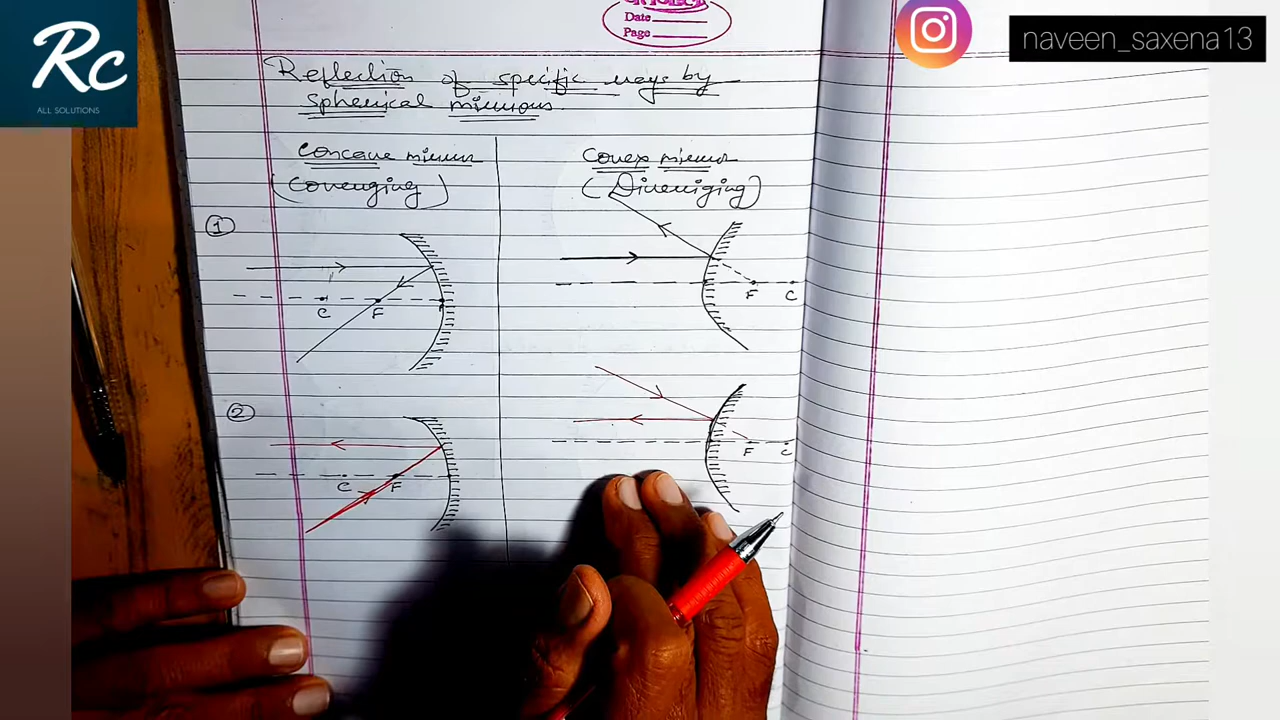 Rc
ALL SOLUTIONS
Date
Page
naveen_saxena13
Reflection of specific rays by
Spherical mirrors.
Concave mirror
(Converging)
Convex mirror
(Diverging)
1
C F P
F C
2
C F
F C